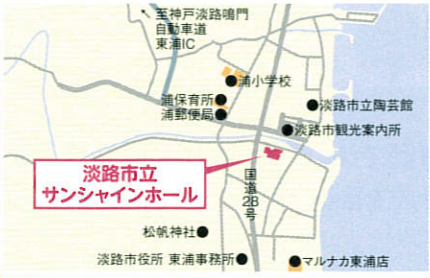 至神戸淡路鳴門
自動車道
東浦IC
浦小学校
浦保育所
浦郵便局
淡路市立陶芸館
淡路市観光案内所
淡路市立
サンシャインホール
国道28号
松帆神社
淡路市役所 東浦事務所
マルナカ東浦店